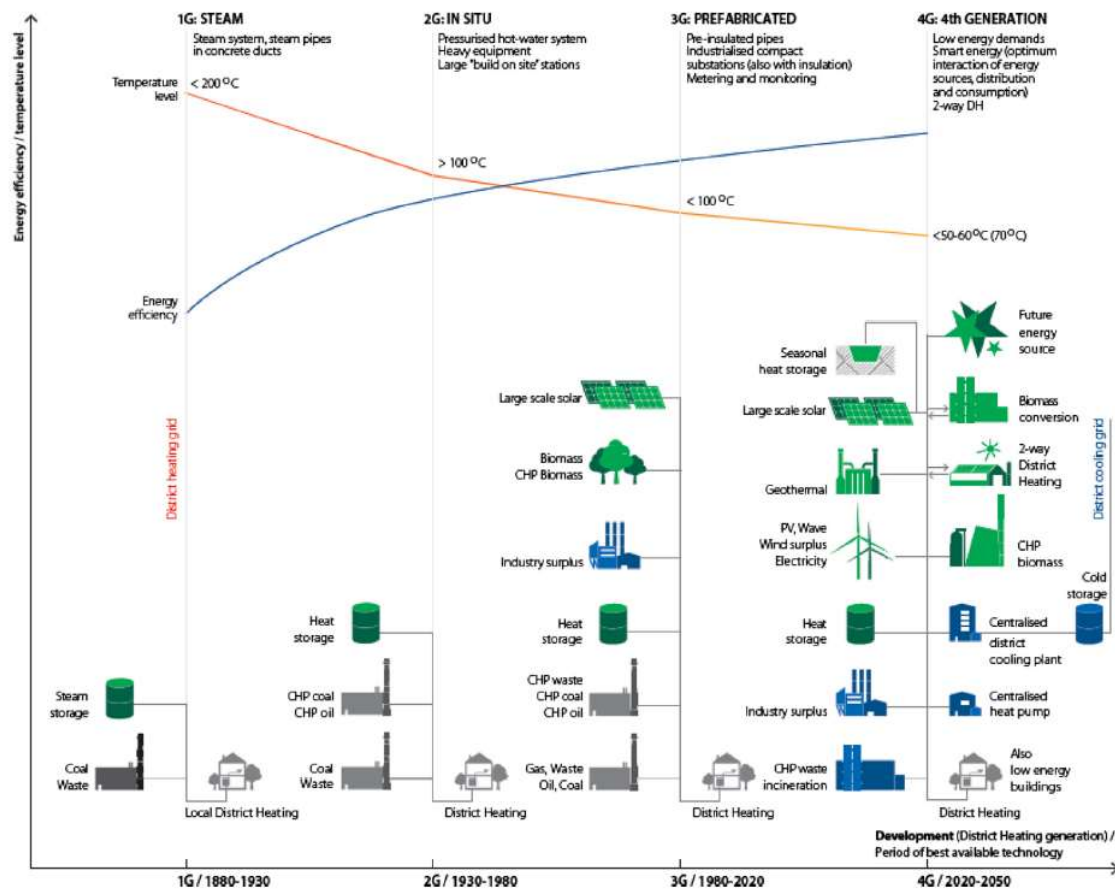 1G: STEAM
Steam system, steam pipes
in concrete ducts
2G: IN SITU
Pressurised hot-water system
Heavy equipment
Large "build on site" stations
3G: PREFABRICATED
Pre-insulated pipes
Industrialised compact
substations (also with insulation)
Metering and monitoring
4G: 4th GENERATION
Low energy demands
Smart energy (optimum
interaction of energy
sources, distribution
and consumption)
2-way DH
Energy efficiency / temperature level
Temperature
level
< 200 °C
> 100 °C
< 100 °C
<50-60°C (70°C)
Energy
efficiency
District heating grid
Steam
storage
Coal
Waste
Local District Heating
Heat
storage
CHP coal
CHP oil
Coal
Waste
District Heating
Large scale solar
Biomass
CHP Biomass
Industry surplus
Heat
storage
CHP waste
CHP coal
CHP oil
Gas, Waste
Oil, Coal
District Heating
Seasonal
heat storage
Large scale solar
Geothermal
PV, Wave
Wind surplus
Electricity
Heat
storage
Industry surplus
CHP waste
incineration
Future
energy
source
Biomass
conversion
2-way
District
Heating
CHP
biomass
Centralised
district
cooling plant
Centralised
heat pump
Also
low energy
buildings
District Heating
District cooling grid
Cold
storage
Development (District Heating generation) /
Period of best available technology
1G / 1880-1930
2G / 1930-1980
3G / 1980-2020
4G / 2020-2050